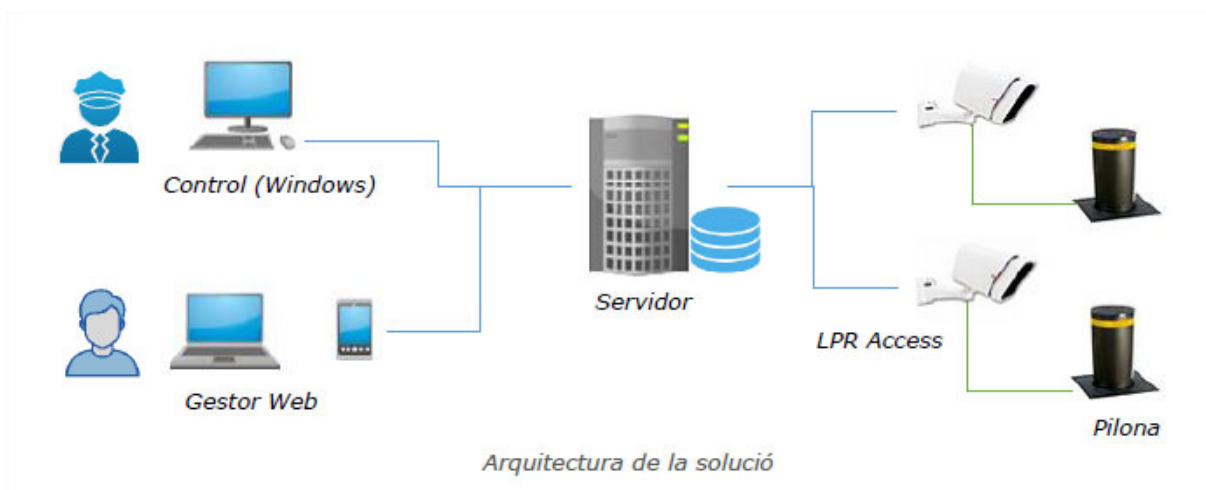 Control (Windows)
Servidor
LPR Access
Gestor Web
Pilona
Arquitectura de la solució